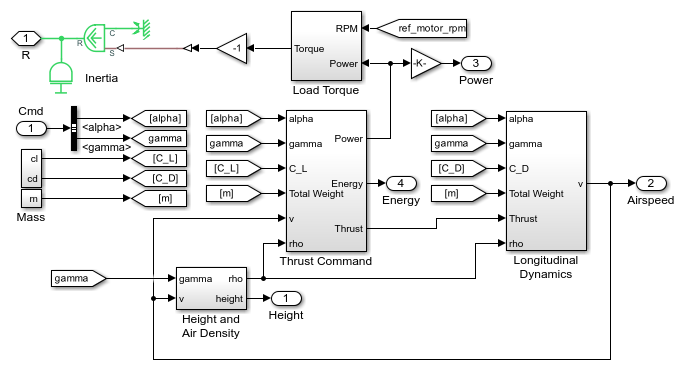 1
R
R
C
S
Inertia
-1
RPM
Torque
Power
Load Torque
ref_motor_rpm
-K-
3
Power
Cmd
1
<alpha>
<gamma>
[alpha]
gamma
[C_L]
[C_D]
[m]
cl
cd
m
Mass
[alpha]
gamma
[C_L]
[m]
alpha
gamma
C_L
Total Weight
v
rho
Power
Energy
Thrust
Thrust Command
4
Energy
[alpha]
gamma
[C_D]
[m]
alpha
gamma
C_D
Total Weight
Thrust
rho
v
Longitudinal
Dynamics
2
Airspeed
gamma
gamma
v
rho
height
Height and
Air Density
1
Height